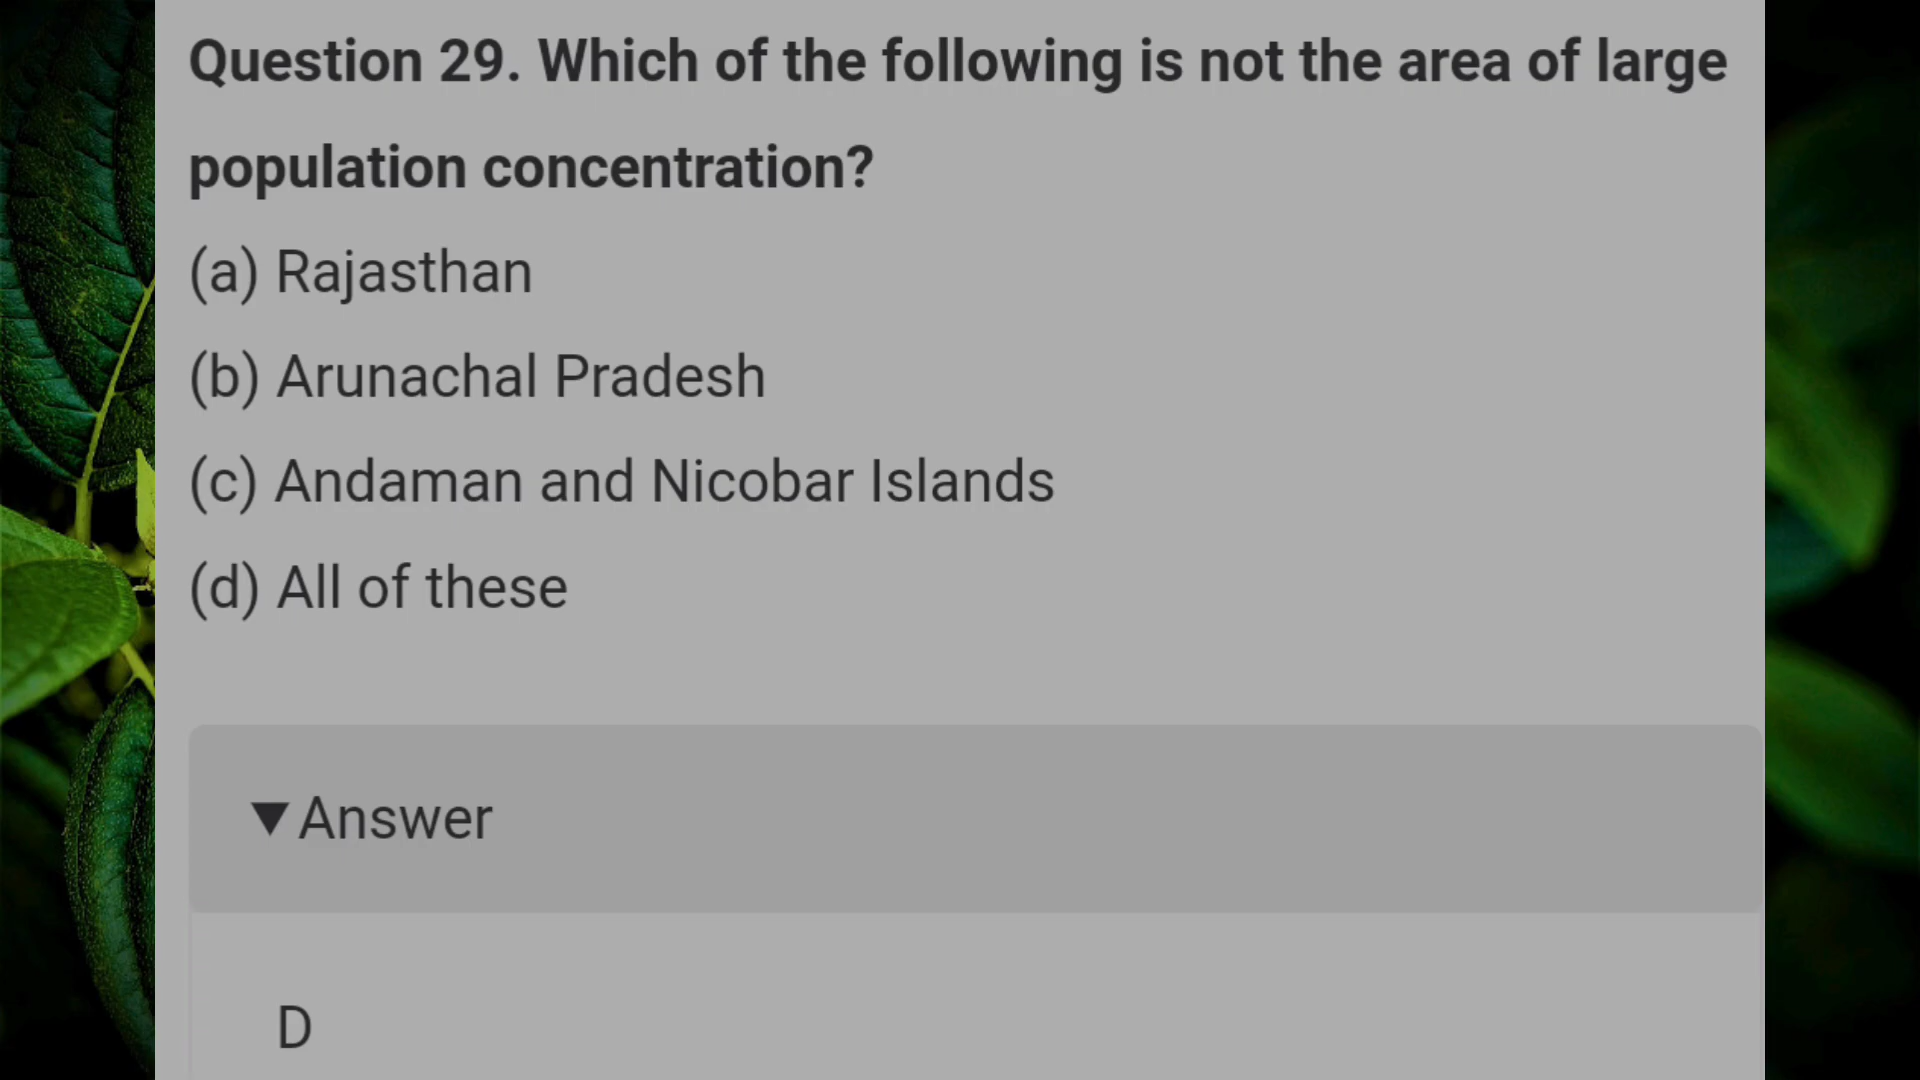 Question 29. Which of the following is not the area of large
population concentration?
(a) Rajasthan
(b) Arunachal Pradesh
(c) Andaman and Nicobar Islands
(d) All of these
▼ Answer
D